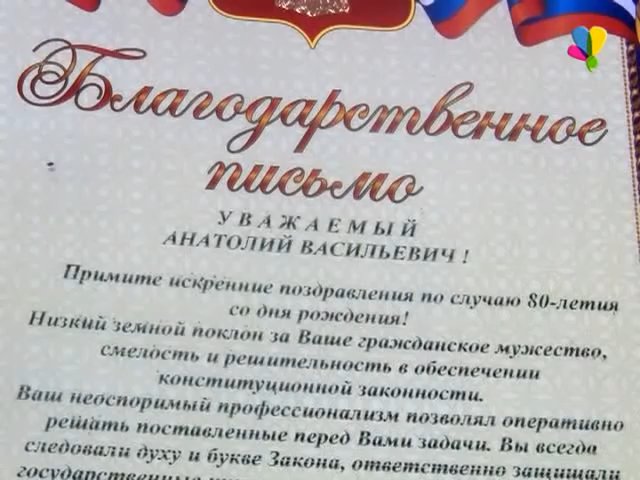 Благодарственное
письмо
УВАЖАЕМЫЙ
АНАТОЛИЙ ВАСИЛЬЕВИЧ!
Примите искренние поздравления по случаю 80-летия
со дня рождения!
Низкий земной поклон за Ваше гражданское мужество,
смелость и решительность в обеспечении
конституционной законности.
Ваш неоспоримый профессионализм позволял оперативно
решать поставленные перед Вами задачи. Вы всегда
следовали духу и букве Закона, ответственно защищали